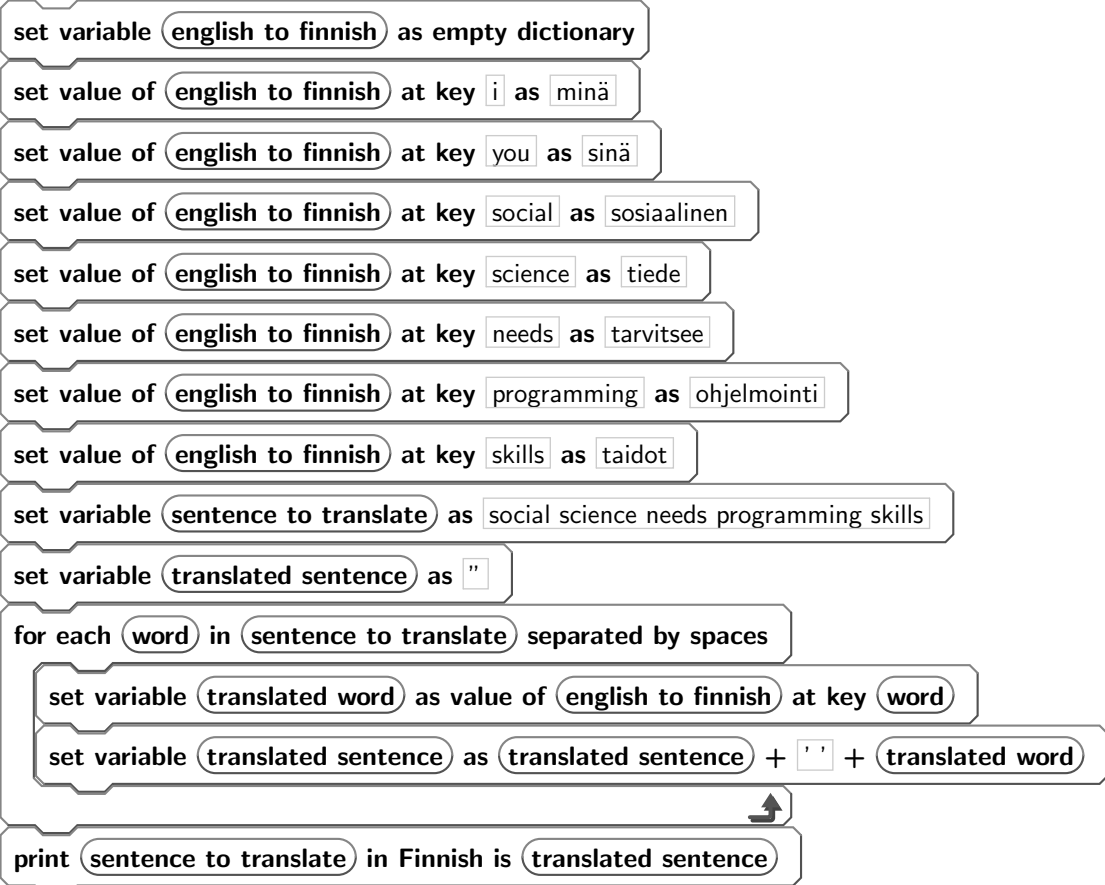 set variable english to finnish as empty dictionary
set value of english to finnish at key i as minä
set value of english to finnish at key you as sinä
set value of english to finnish at key social as sosiaalinen
set value of english to finnish at key science as tiede
set value of english to finnish at key needs as tarvitsee
set value of english to finnish at key programming as ohjelmointi
set value of english to finnish at key skills as taidot
set variable sentence to translate as social science needs programming skills
set variable translated sentence as ''
for each word in sentence to translate separated by spaces
set variable translated word as value of english to finnish at key word
set variable translated sentence as translated sentence + ' ' + translated word
print sentence to translate in Finnish is translated sentence